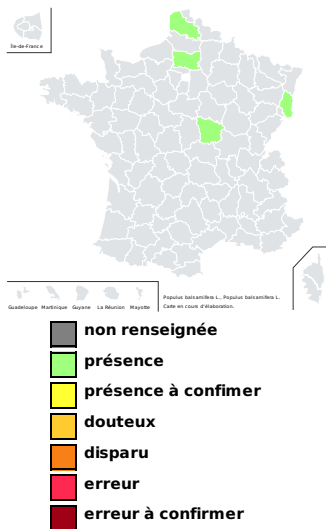 Île-de-France
Guadeloupe Martinique Guyane La Réunion Mayotte
Populus balsamifera L., Populus balsamifera L.
Carte en cours d'élaboration.
non renseignée
présence
présence à confimer
douteux
disparu
erreur
erreur à confirmer